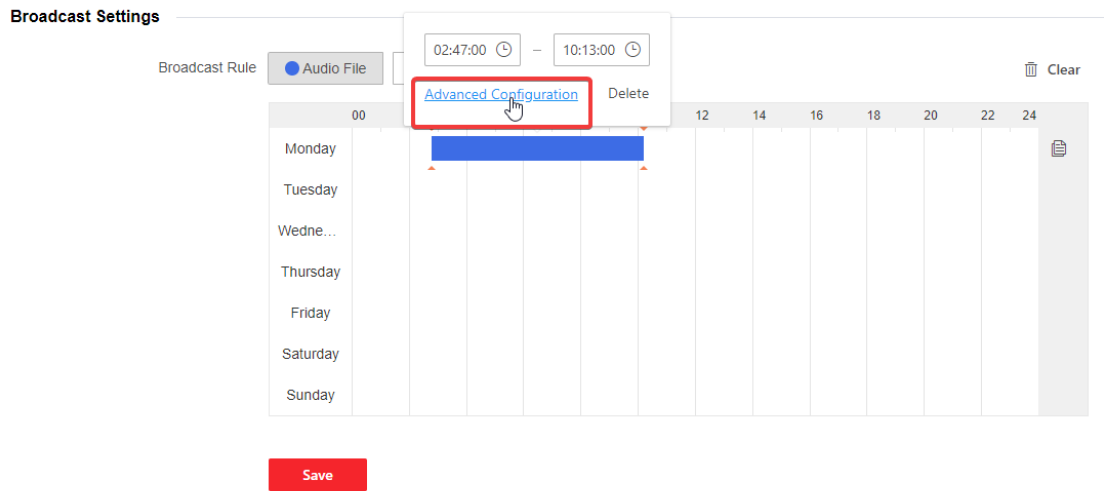 Broadcast Settings
02:47:00 – 10:13:00
Broadcast Rule Audio File Clear
Advanced Configuration Delete
00 12 14 16 18 20 22 24
Monday
Tuesday
Wedne...
Thursday
Friday
Saturday
Sunday
Save